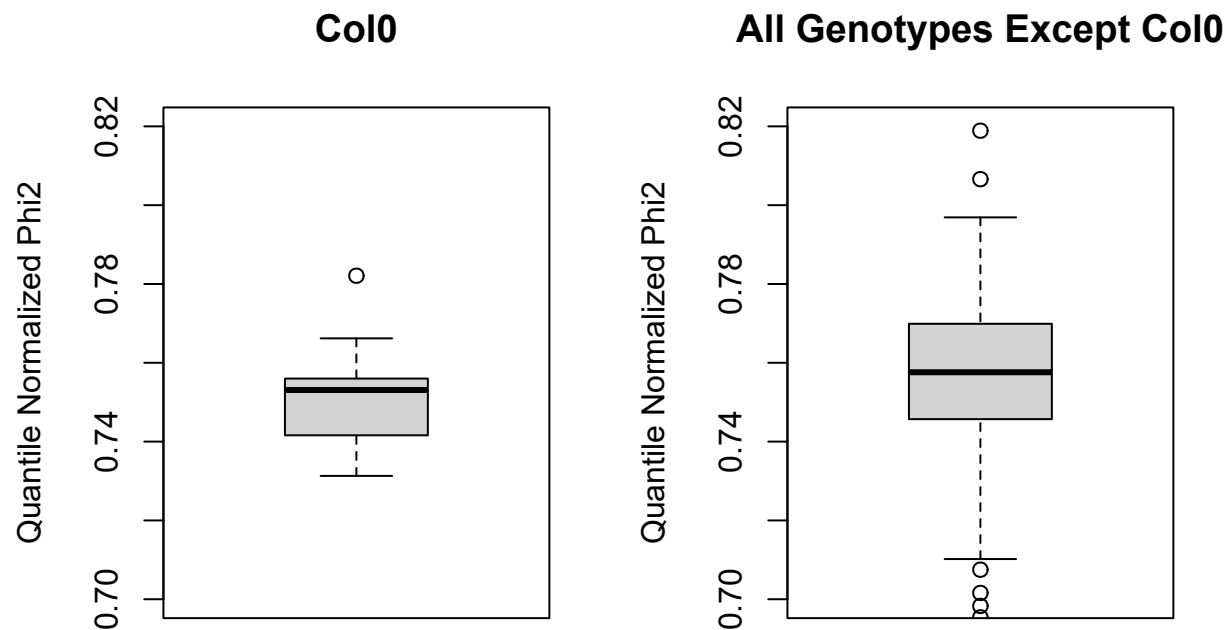 Col0
All Genotypes Except Col0
Quantile Normalized Phi2
0.82
0.78
0.74
0.70
Quantile Normalized Phi2
0.82
0.78
0.74
0.70